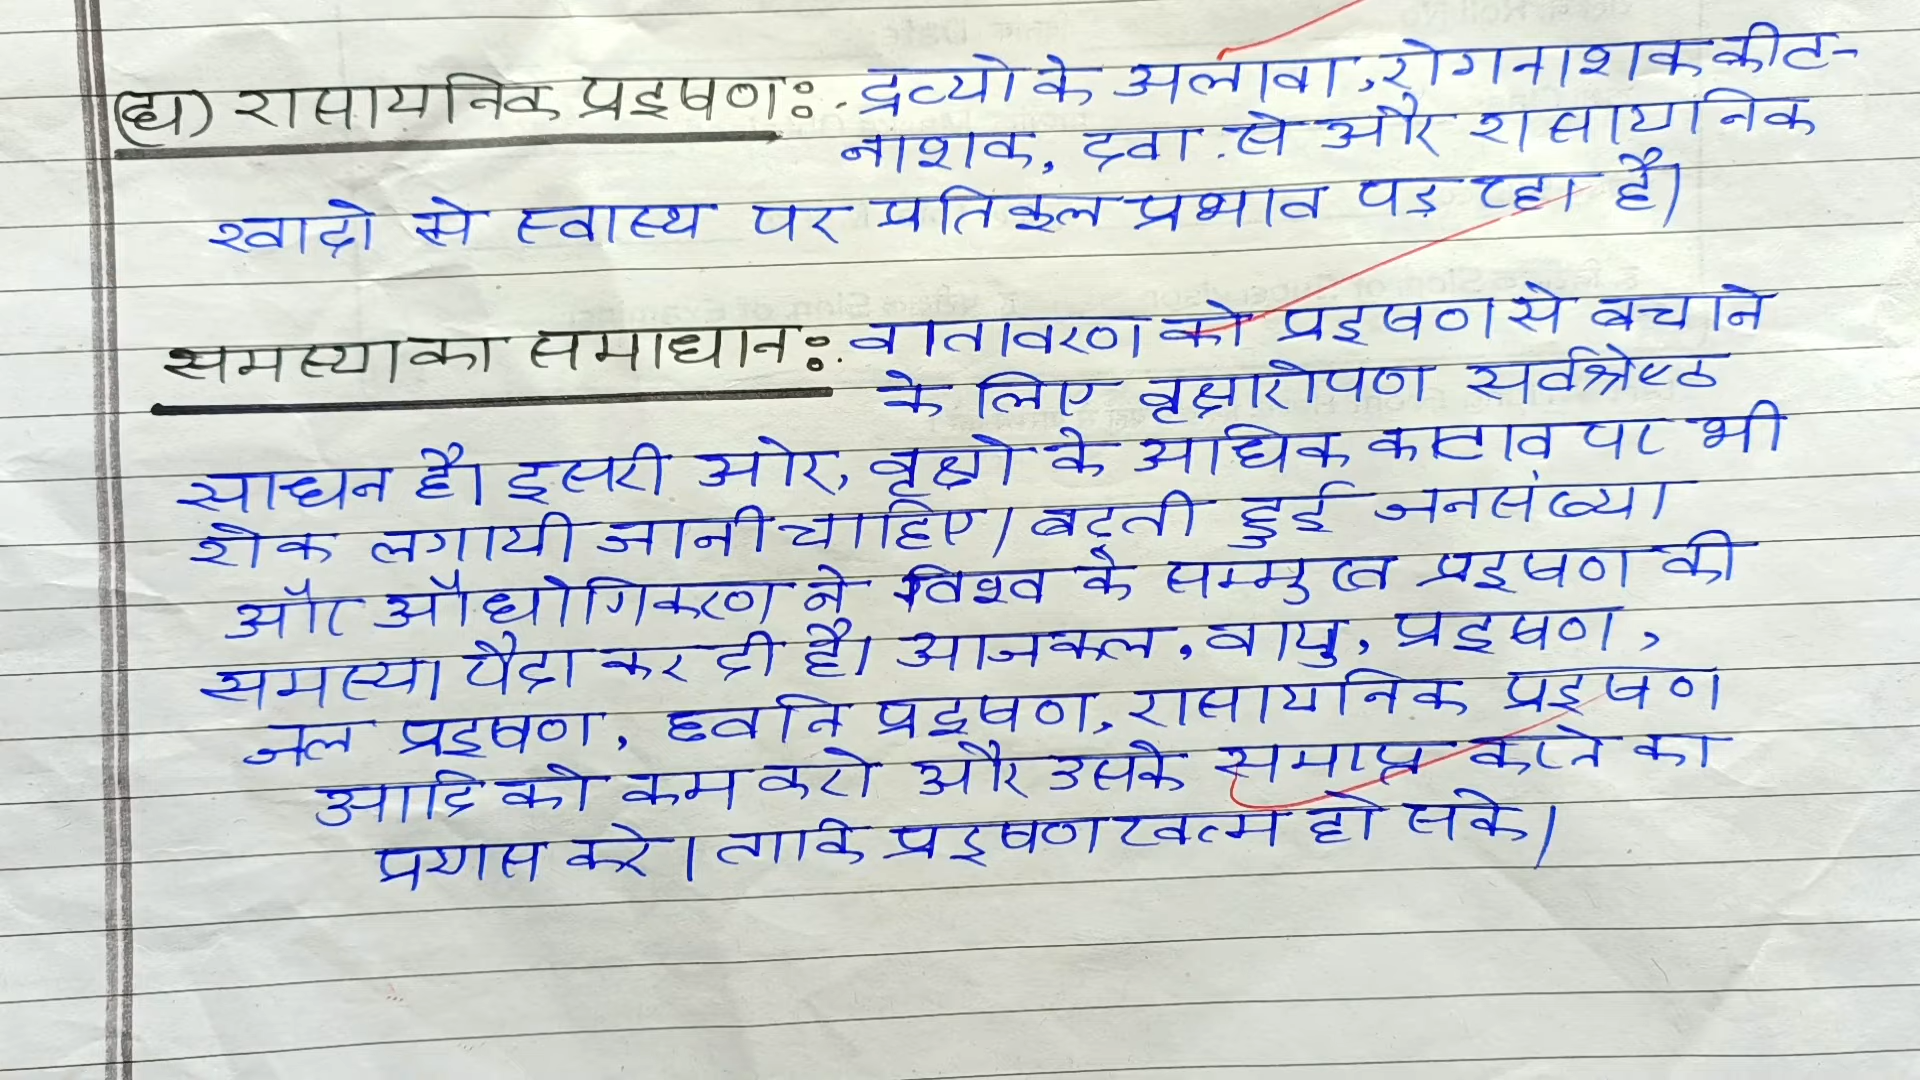 (घ) रासायनिक प्रदूषणः- द्रव्यो के अलावा, रोगनाशक कीट-
नाशक, दवा से और रासायनिक
खादो से स्वास्थ पर प्रतिकूल प्रभाव पड़ रहा है।
समस्या का समाधानः- वातावरण को प्रदूषण से बचाने
के लिए वृक्षारोपण सर्वश्रेष्ठ
साधन है। दूसरी ओर, वृक्षो के अधिक कटाव पर भी
रोक लगायी जानी चाहिए। बढ़ती हुई जनसंख्या
और औधोगिकरण ने विश्व के सम्मुख प्रदूषण की
समस्या पैदा कर दी है। आजकल, वायु, प्रदूषण,
जल प्रदूषण, ध्वनि प्रदूषण, रासायनिक प्रदूषण
आदि को कम करो और उसके समाप्त करने का
प्रयास करे। ताकि प्रदूषण खत्म हो सके।